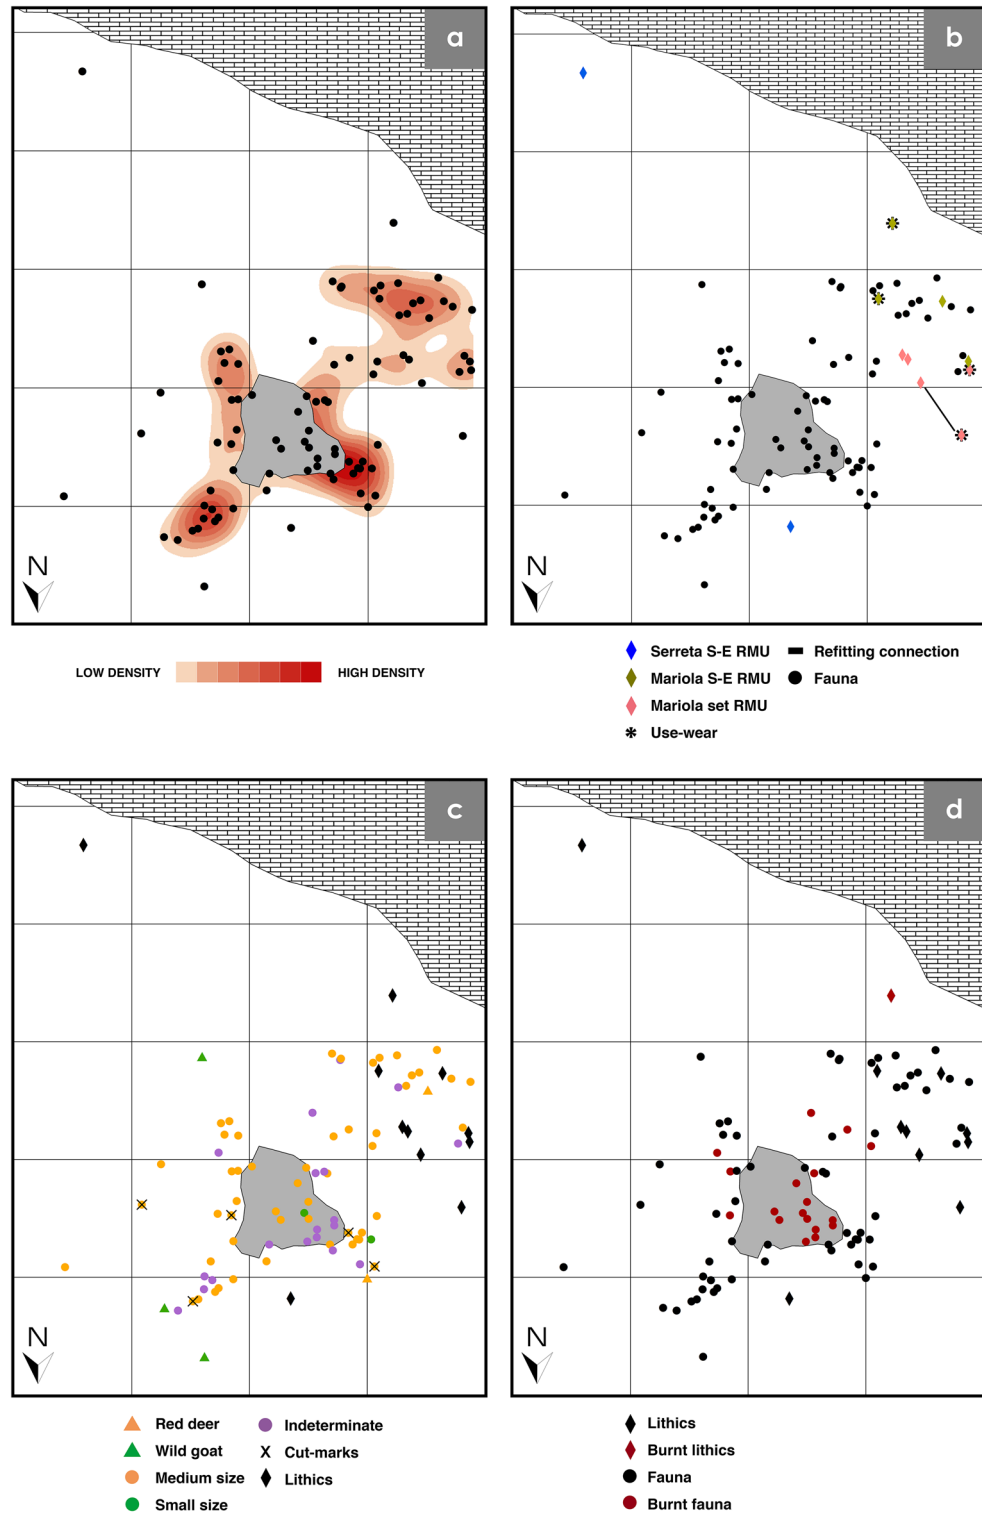 a
b
N
N
LOW DENSITY HIGH DENSITY
Serreta S-E RMU
Mariola S-E RMU
Mariola set RMU
Use-wear
Refitting connection
Fauna
c
d
N
N
Red deer
Wild goat
Medium size
Small size
Indeterminate
X Cut-marks
Lithics
Lithics
Burnt lithics
Fauna
Burnt fauna